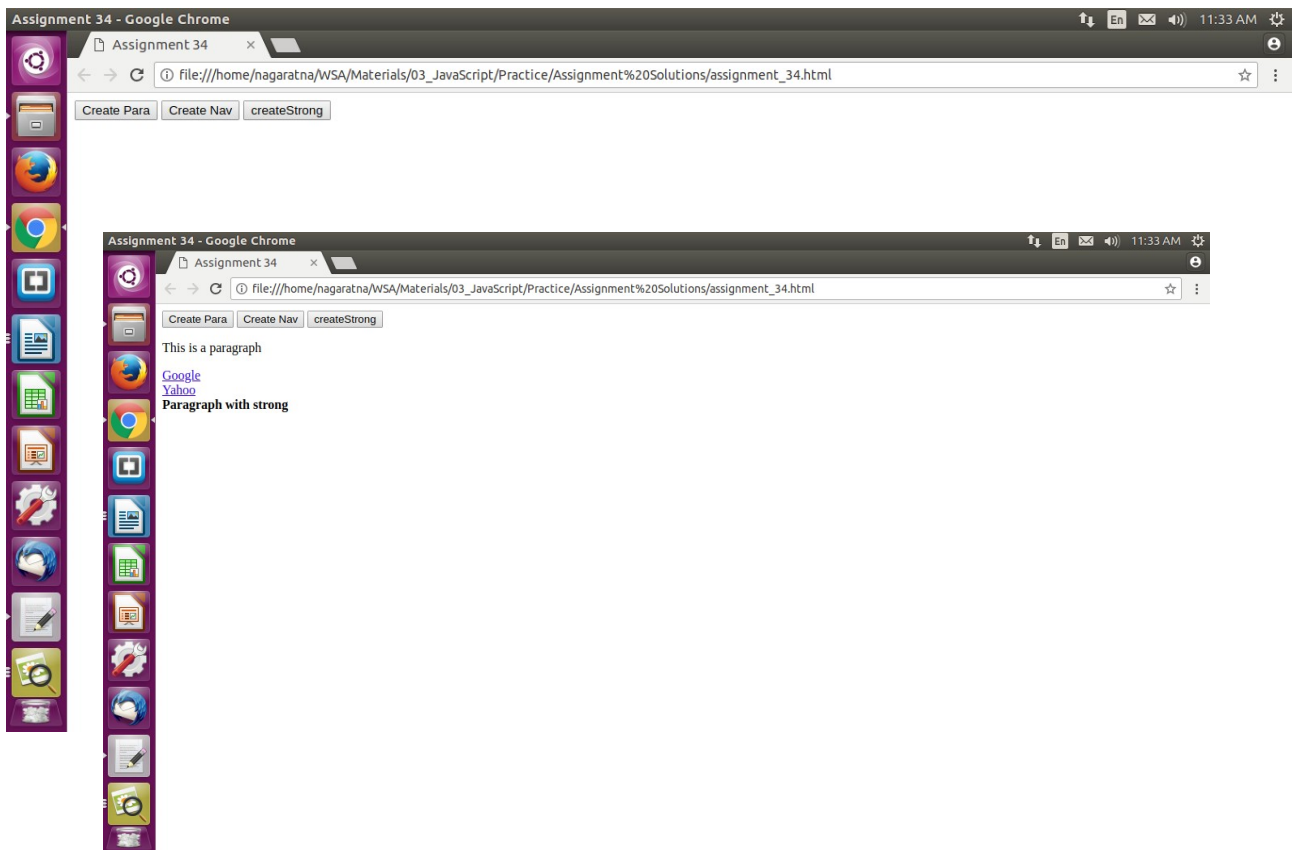 Assignment 34 - Google Chrome En 11:33 AM
Assignment 34
file:///home/nagaratna/WSA/Materials/03_JavaScript/Practice/Assignment%20Solutions/assignment_34.html
Create Para Create Nav createStrong
Assignment 34 - Google Chrome En 11:33 AM
Assignment 34
file:///home/nagaratna/WSA/Materials/03_JavaScript/Practice/Assignment%20Solutions/assignment_34.html
Create Para Create Nav createStrong
This is a paragraph
Google
Yahoo
Paragraph with strong